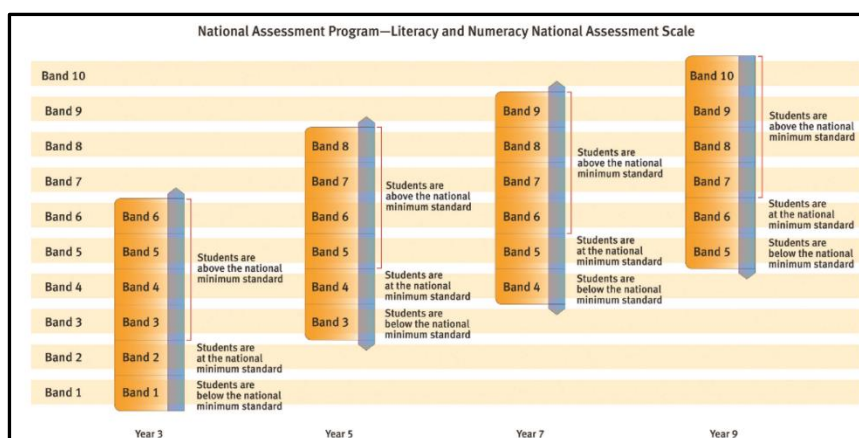 National Assessment Program—Literacy and Numeracy National Assessment Scale
Band 10
Band 9
Band 8
Band 7
Band 6
Band 5
Band 4
Band 3
Band 2
Band 1
Band 6
Band 5
Band 4
Band 3
Band 2
Band 1
Students are
above the national
minimum standard
Students are
at the national
minimum standard
Students are
below the national
minimum standard
Year 3
Band 8
Band 7
Band 6
Band 5
Band 4
Band 3
Students are
above the national
minimum standard
Students are
at the national
minimum standard
Students are
below the national
minimum standard
Year 5
Band 9
Band 8
Band 7
Band 6
Band 5
Band 4
Students are
above the national
minimum standard
Students are
at the national
minimum standard
Students are
below the national
minimum standard
Year 7
Band 10
Band 9
Band 8
Band 7
Band 6
Band 5
Students are
above the national
minimum standard
Students are
at the national
minimum standard
Students are
below the national
minimum standard
Year 9